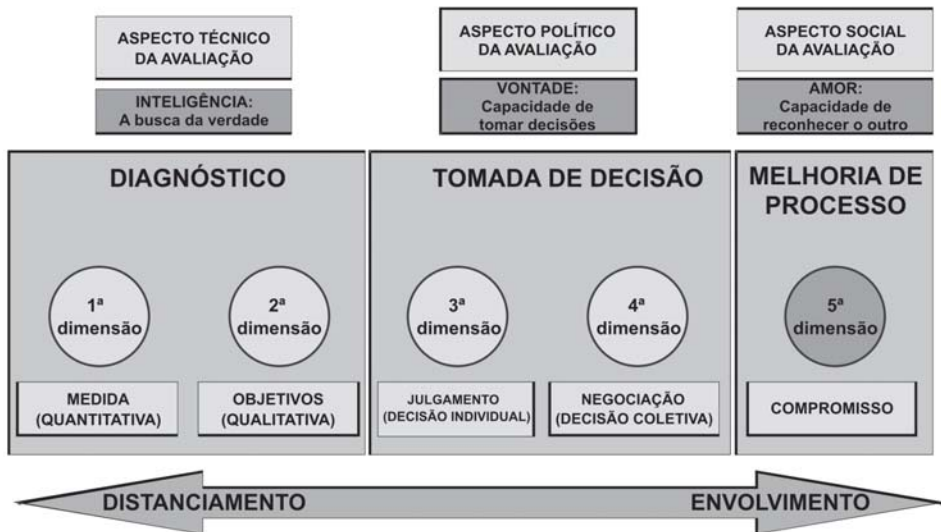 ASPECTO TÉCNICO
DA AVALIAÇÃO
INTELIGÊNCIA:
A busca da verdade
ASPECTO POLÍTICO
DA AVALIAÇÃO
VONTADE:
Capacidade de
tomar decisões
ASPECTO SOCIAL
DA AVALIAÇÃO
AMOR:
Capacidade de
reconhecer o outro
DIAGNÓSTICO
1ª
dimensão
MEDIDA
(QUANTITATIVA)
2ª
dimensão
OBJETIVOS
(QUALITATIVA)
TOMADA DE DECISÃO
3ª
dimensão
JULGAMENTO
(DECISÃO INDIVIDUAL)
4ª
dimensão
NEGOCIAÇÃO
(DECISÃO COLETIVA)
MELHORIA DE
PROCESSO
5ª
dimensão
COMPROMISSO
DISTANCIAMENTO
ENVOLVIMENTO